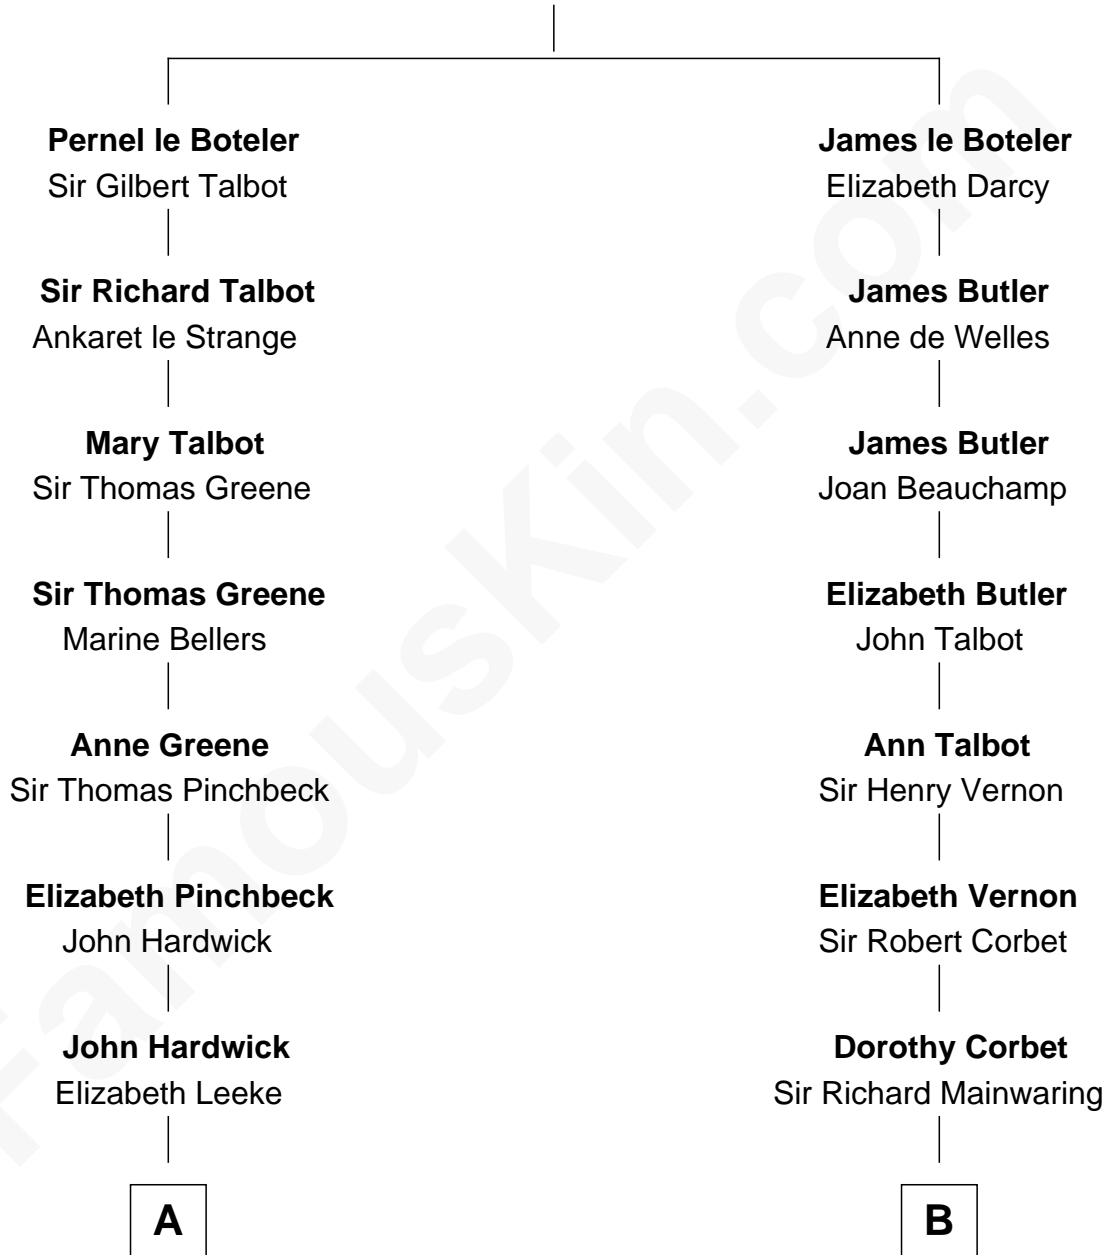 Pernel le Boteler
Sir Gilbert Talbot
Sir Richard Talbot
Ankaret le Strange
Mary Talbot
Sir Thomas Greene
Sir Thomas Greene
Marine Bellers
Anne Greene
Sir Thomas Pinchbeck
Elizabeth Pinchbeck
John Hardwick
John Hardwick
Elizabeth Leeke
A
James le Boteler
Elizabeth Darcy
James Butler
Anne de Welles
James Butler
Joan Beauchamp
Elizabeth Butler
John Talbot
Ann Talbot
Sir Henry Vernon
Elizabeth Vernon
Sir Robert Corbet
Dorothy Corbet
Sir Richard Mainwaring
B
FamousKin.com